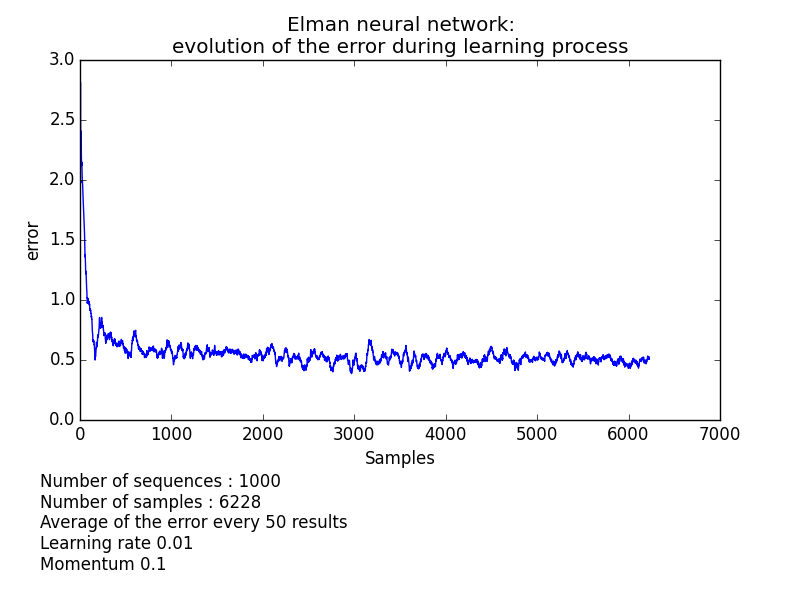 Elman neural network:
evolution of the error during learning process
3.0
2.5
2.0
1.5
1.0
0.5
0.0
error
0 1000 2000 3000 4000 5000 6000 7000
Samples
Number of sequences : 1000
Number of samples : 6228
Average of the error every 50 results
Learning rate 0.01
Momentum 0.1